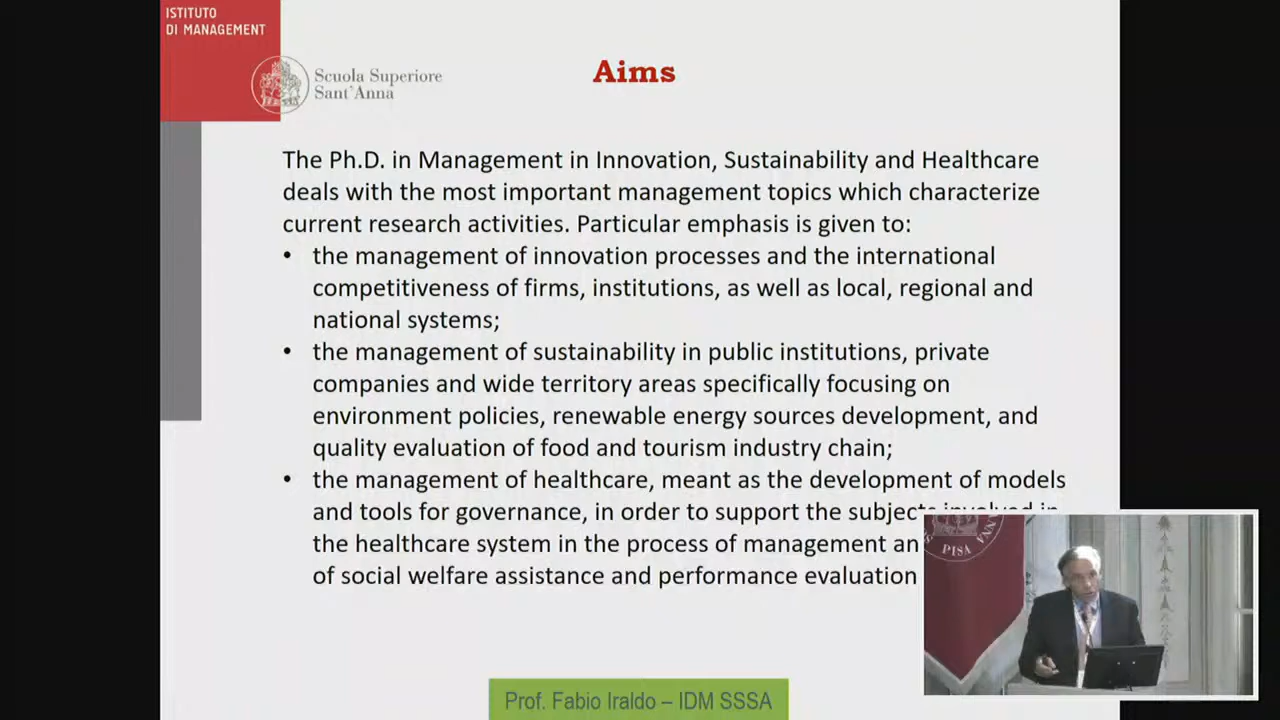 ISTITUTO
DI MANAGEMENT
Scuola Superiore
Sant'Anna
Aims
The Ph.D. in Management in Innovation, Sustainability and Healthcare
deals with the most important management topics which characterize
current research activities. Particular emphasis is given to:
• the management of innovation processes and the international
competitiveness of firms, institutions, as well as local, regional and
national systems;
• the management of sustainability in public institutions, private
companies and wide territory areas specifically focusing on
environment policies, renewable energy sources development, and
quality evaluation of food and tourism industry chain;
• the management of healthcare, meant as the development of models
and tools for governance, in order to support the subjects involved in
the healthcare system in the process of management an
of social welfare assistance and performance evaluation
PISA
Prof. Fabio Iraldo – IDM SSSA